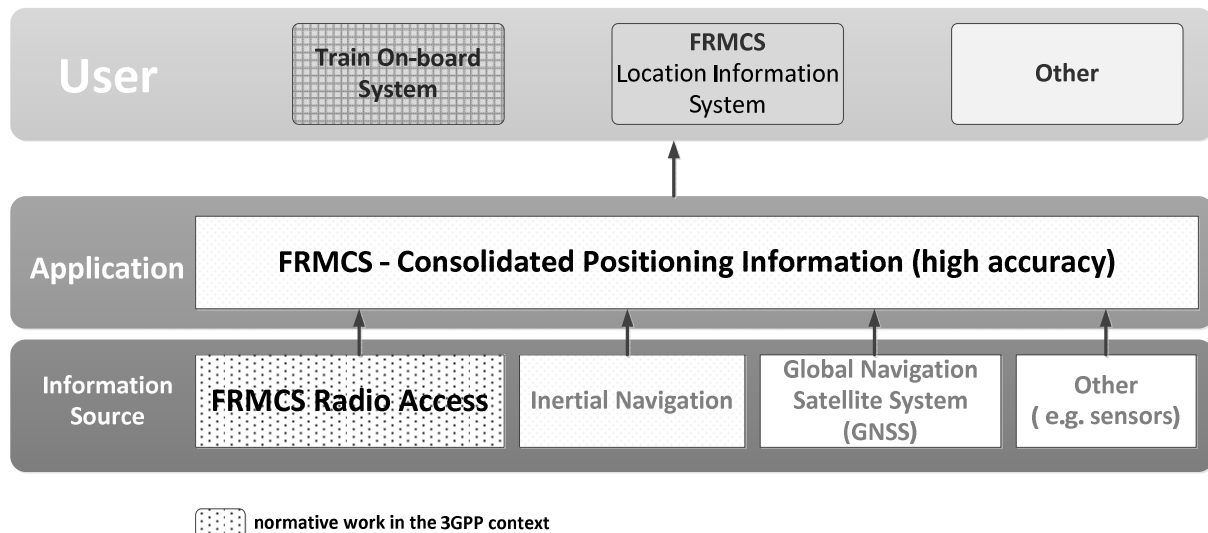 User
Train On-board
System
FRMCS
Location Information
System
Other
Application
FRMCS - Consolidated Positioning Information (high accuracy)
Information
Source
FRMCS Radio Access
Inertial Navigation
Global Navigation
Satellite System
(GNSS)
Other
( e.g. sensors)
normative work in the 3GPP context